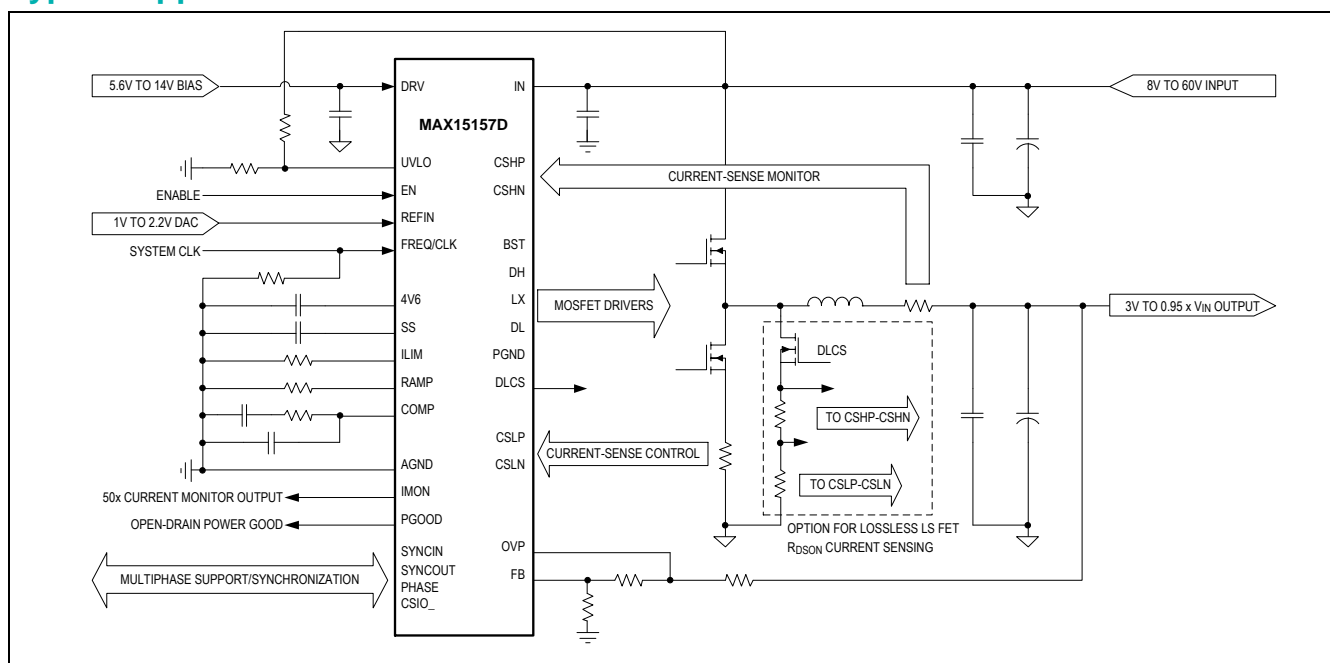 5.6V TO 14V BIAS
DRV
IN
8V TO 60V INPUT
MAX15157D
UVLO
CSHP
CURRENT-SENSE MONITOR
CSHN
ENABLE
EN
1V TO 2.2V DAC
REFIN
SYSTEM CLK
FREQ/CLK
BST
DH
4V6
LX
MOSFET DRIVERS
3V TO 0.95 x VIN OUTPUT
SS
DL
ILIM
PGND
DLCS
RAMP
DLCS
COMP
TO CSHP-CSHN
CSLP
CURRENT-SENSE CONTROL
CSLN
AGND
TO CSLP-CSLN
50x CURRENT MONITOR OUTPUT
IMON
OPEN-DRAIN POWER GOOD
PGOOD
OPTION FOR LOSSLESS LS FET
RDSON CURRENT SENSING
SYNCIN
OVP
MULTIPHASE SUPPORT/SYNCHRONIZATION
SYNCOUT
PHASE
FB
CSIO_